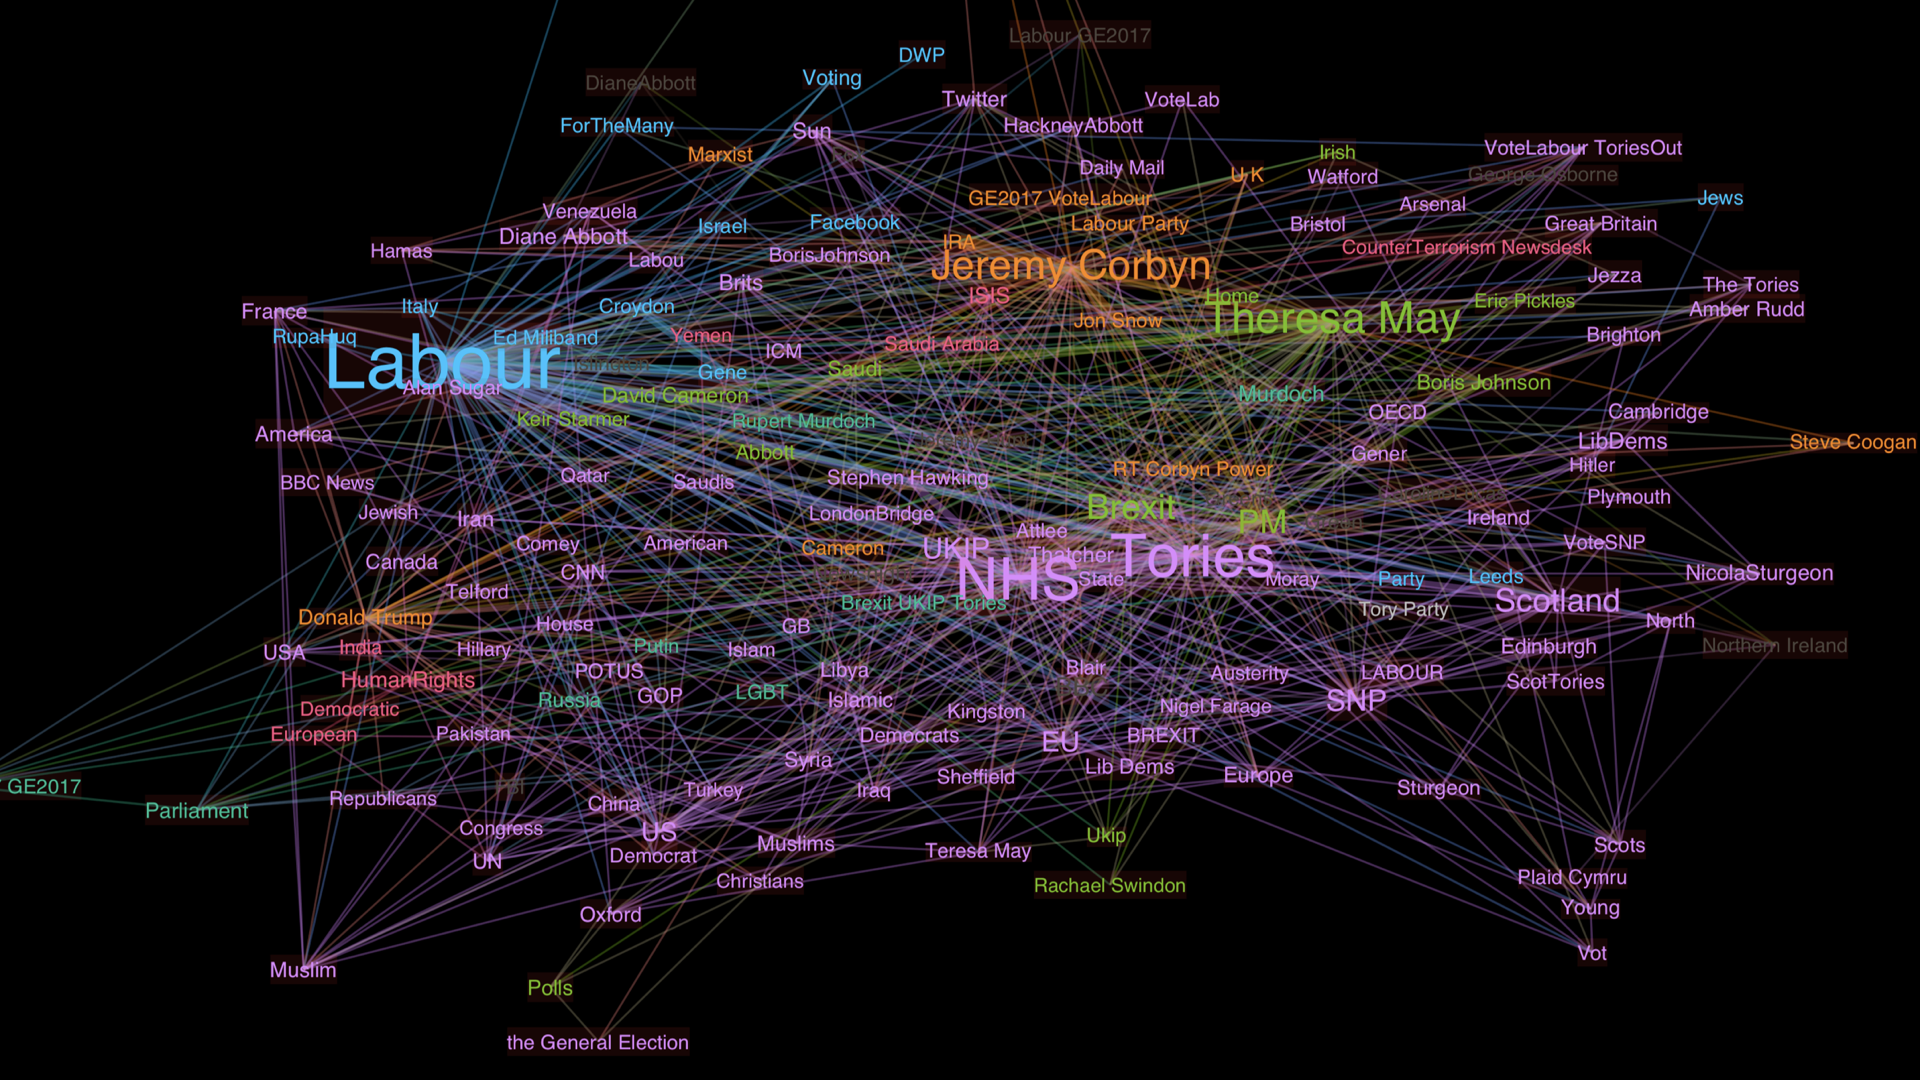 Labour GE2017
DWP
Voting
DianeAbbott
Twitter
VoteLab
ForTheMany
HackneyAbbott
Sun
VoteLabour ToriesOut
Marxist
Irish
Daily Mail
U.K
Watford
George Osborne
GE2017 VoteLabour
Jews
Arsenal
Venezuela
Israel
Facebook
Labour Party
Bristol
Great Britain
Diane Abbott
IRA
CounterTerrorism Newsdesk
Hamas
Labou
BorisJohnson
Jeremy Corbyn
Jezza
Brits
The Tories
ISIS
Home
Eric Pickles
France
Italy
Croydon
Amber Rudd
Jon Snow
Theresa May
RupaHuq
Ed Miliband
Yemen
Brighton
Saudi Arabia
ICM
Labour
Islington
Saudi
Gene
Alan Sugar
Boris Johnson
David Cameron
Murdoch
Keir Starmer
Rupert Murdoch
OECD
Cambridge
America
LibDems
Steve Coogan
Abbott
Gener
RT Corbyn Power
Hitler
BBC News
Qatar
Saudis
Stephen Hawking
Plymouth
Jewish
Iran
LondonBridge
Brexit
PM
Ireland
Attlee
Comey
American
Cameron
UKIP
Thatcher
Tories
VoteSNP
Canada
CNN
NHS
State
Moray
Party
Leeds
NicolaSturgeon
Telford
Brexit UKIP Tories
Tory Party
Scotland
Donald Trump
House
GB
North
USA
India
Hillary
Putin
Islam
Edinburgh
Northern Ireland
HumanRights
POTUS
Libya
Blair
Austerity
LABOUR
ScotTories
Democratic
Russia
GOP
LGBT
Islamic
Kingston
Nigel Farage
SNP
European
Pakistan
Democrats
EU
BREXIT
Syria
Lib Dems
Sheffield
Europe
GE2017
Parliament
Republicans
China
Turkey
Iraq
Sturgeon
Congress
US
Ukip
UN
Democrat
Muslims
Teresa May
Scots
Christians
Rachael Swindon
Plaid Cymru
Oxford
Young
Vot
Muslim
Polls
the General Election